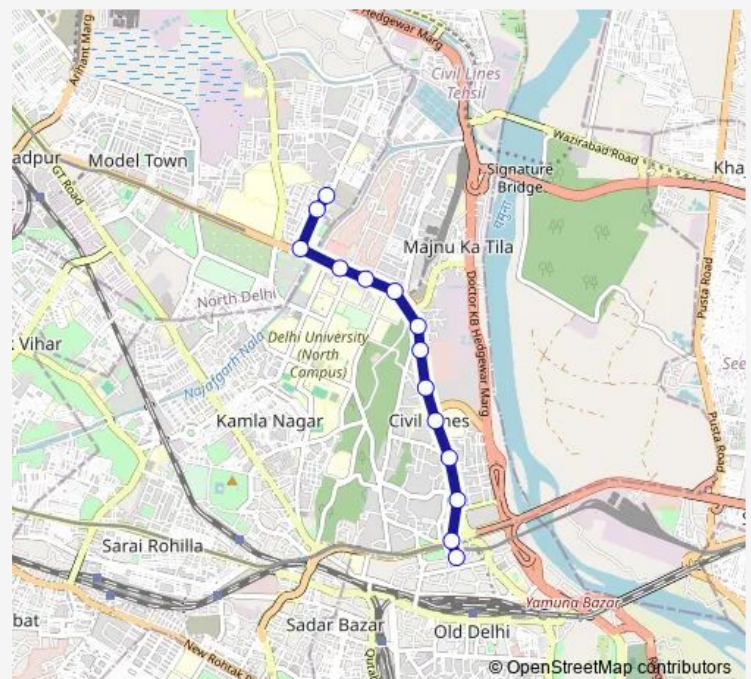 Hedgewar Marg
Arihant Marg
Civil Lines
Tehsil
Wazirabad Road
adpur
Model Town
GT Road
Signature
Bridge
Kha
यमुना
Majnu Ka Tila
North Delhi
Doctor KB Hedgewar Marg
Pusta Road
Vihar
Delhi University
(North
Campus)
See
Najafgarh Nala
Kamla Nagar
Civil Lines
Pusta Road
Sarai Rohilla
Yamuna Bazar
bat
Sadar Bazar
Old Delhi
New Rohtak
Qutab
© OpenStreetMap contributors